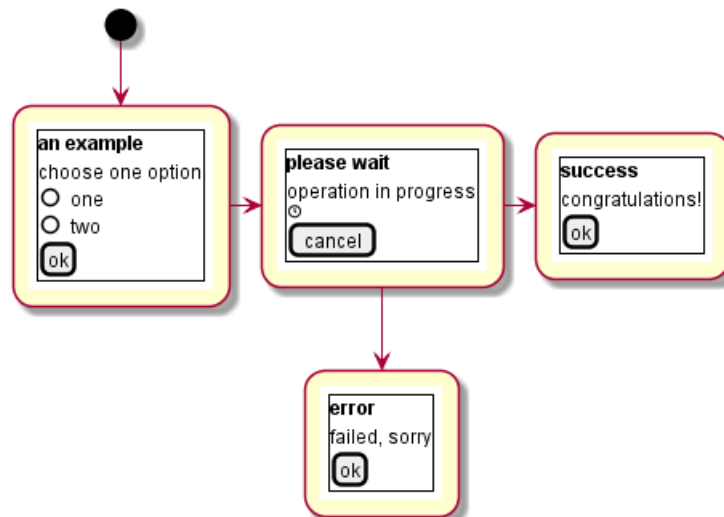 an example
choose one option
one
two
ok
please wait
operation in progress
cancel
success
congratulations!
ok
error
failed, sorry
ok